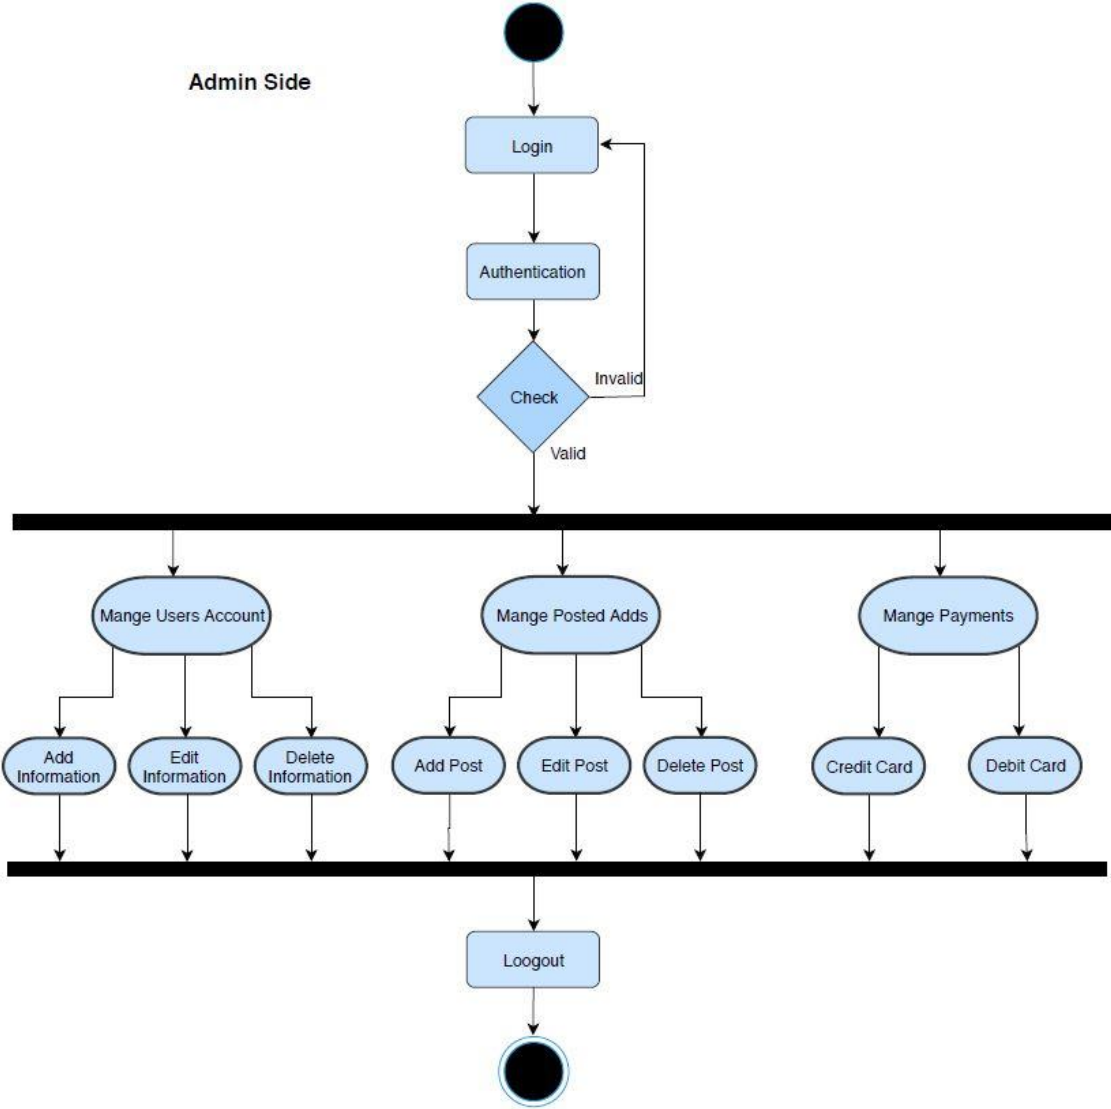 Admin Side
Login
Authentication
Check
Invalid
Valid
Mange Users Account
Mange Posted Adds
Mange Payments
Add
Information
Edit
Information
Delete
Information
Add Post
Edit Post
Delete Post
Credit Card
Debit Card
Loogout